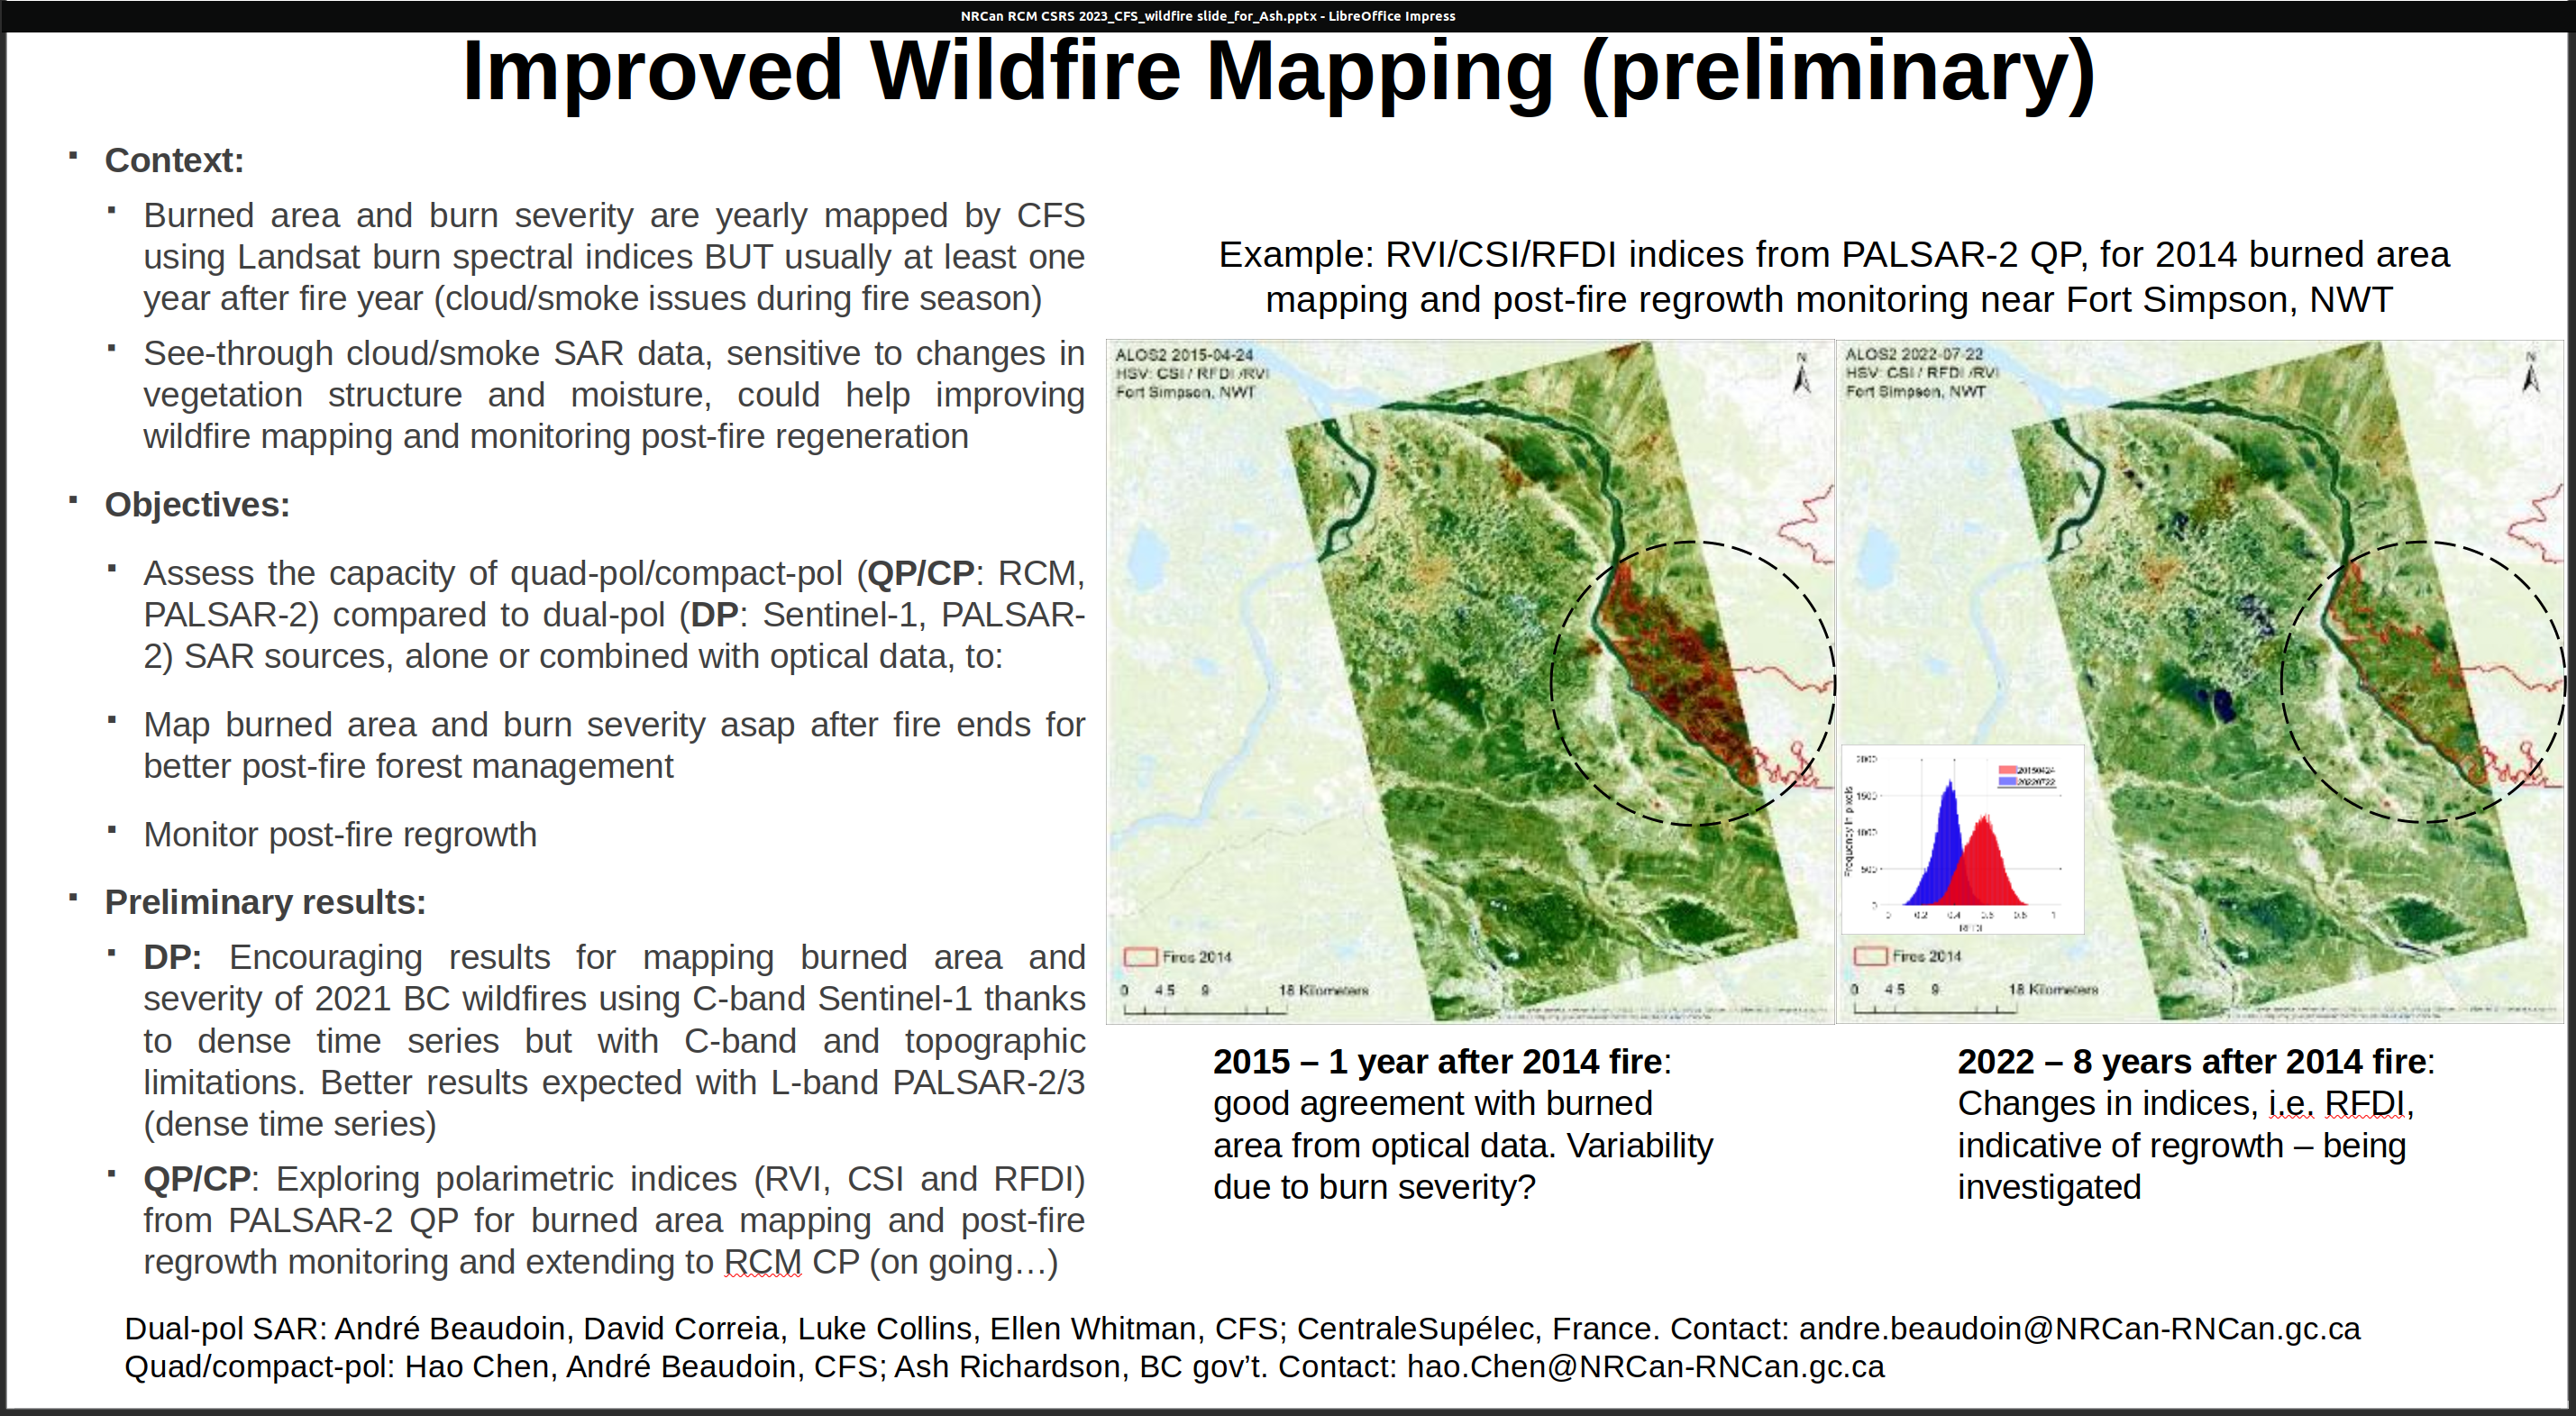 NRCan RCM CSRS 2023_CFS_wildfire slide_for_Ash.pptx - LibreOffice Impress
Improved Wildfire Mapping (preliminary)
▪ Context:
▪ Burned area and burn severity are yearly mapped by CFS
using Landsat burn spectral indices BUT usually at least one
year after fire year (cloud/smoke issues during fire season)
▪ See-through cloud/smoke SAR data, sensitive to changes in
vegetation structure and moisture, could help improving
wildfire mapping and monitoring post-fire regeneration
▪ Objectives:
▪ Assess the capacity of quad-pol/compact-pol (QP/CP: RCM,
PALSAR-2) compared to dual-pol (DP: Sentinel-1, PALSAR-
2) SAR sources, alone or combined with optical data, to:
▪ Map burned area and burn severity asap after fire ends for
better post-fire forest management
▪ Monitor post-fire regrowth
▪ Preliminary results:
▪ DP: Encouraging results for mapping burned area and
severity of 2021 BC wildfires using C-band Sentinel-1 thanks
to dense time series but with C-band and topographic
limitations. Better results expected with L-band PALSAR-2/3
(dense time series)
▪ QP/CP: Exploring polarimetric indices (RVI, CSI and RFDI)
from PALSAR-2 QP for burned area mapping and post-fire
regrowth monitoring and extending to RCM CP (on going…)
Example: RVI/CSI/RFDI indices from PALSAR-2 QP, for 2014 burned area
mapping and post-fire regrowth monitoring near Fort Simpson, NWT
ALOS2 2015-04-24
HSV: CSI / RFDI /RVI
Fort Simpson, NWT
N
Fires 2014
0 4.5 9 18 Kilometers
ALOS2 2022-07-22
HSV: CSI / RFDI /RVI
Fort Simpson, NWT
N
20150424
20220722
2000
1500
1000
500
0
Frequency in pixels
0 0.2 0.4 0.6 0.8 1
RFDI
Fires 2014
0 4.5 9 18 Kilometers
2015 – 1 year after 2014 fire:
good agreement with burned
area from optical data. Variability
due to burn severity?
2022 – 8 years after 2014 fire:
Changes in indices, i.e. RFDI,
indicative of regrowth – being
investigated
Dual-pol SAR: André Beaudoin, David Correia, Luke Collins, Ellen Whitman, CFS; CentraleSupélec, France. Contact: andre.beaudoin@NRCan-RNCan.gc.ca
Quad/compact-pol: Hao Chen, André Beaudoin, CFS; Ash Richardson, BC gov’t. Contact: hao.Chen@NRCan-RNCan.gc.ca